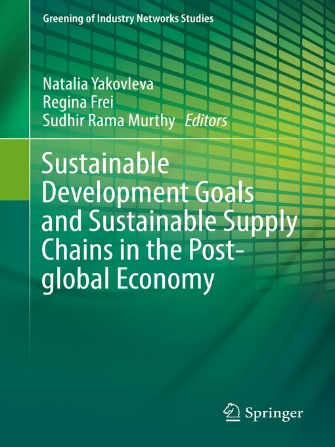 Greening of Industry Networks Studies
Natalia Yakovleva
Regina Frei
Sudhir Rama Murthy Editors
Sustainable
Development Goals
and Sustainable Supply
Chains in the Post-
global Economy
Springer